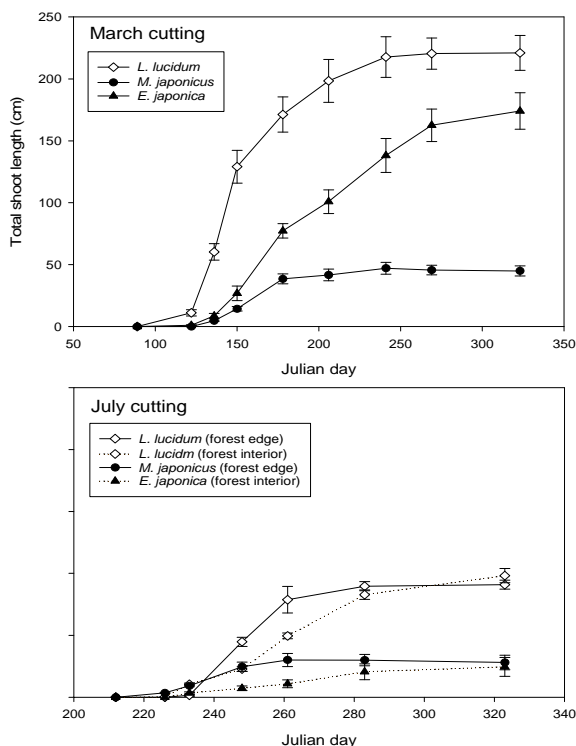 March cutting
L. lucidum
M. japonicus
E. japonica
Total shoot length (cm)
250
200
150
100
50
0
50 100 150 200 250 300 350
Julian day
July cutting
L. lucidum (forest edge)
L. lucidm (forest interior)
M. japonicus (forest edge)
E. japonica (forest interior)
200 220 240 260 280 300 320 340
Julian day